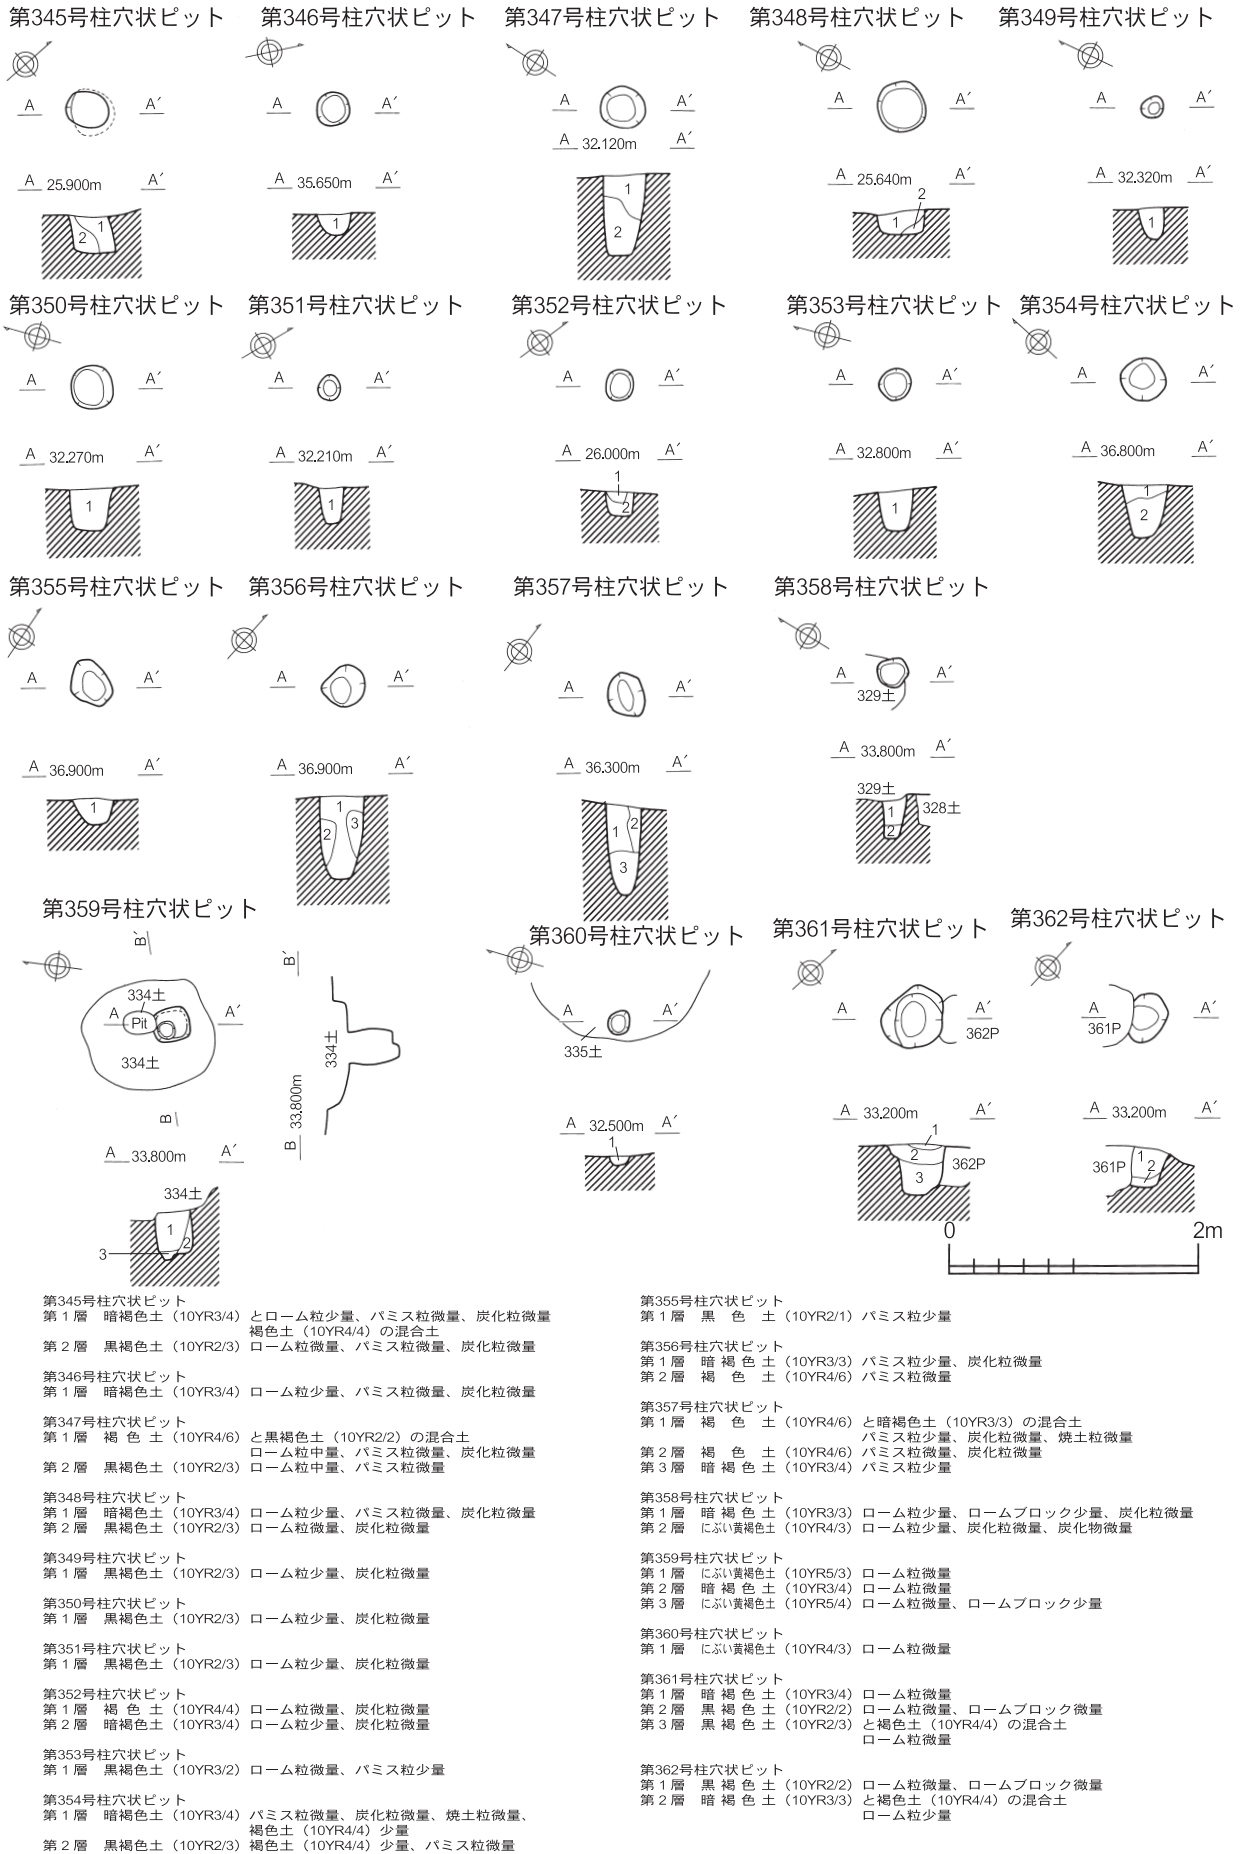 第345号柱穴状ピット 第346号柱穴状ピット 第347号柱穴状ピット 第348号柱穴状ピット 第349号柱穴状ピット
A A′ A A′ A A′ A A′ A A′
A 25.900m A′ A 35.650m A′ A 32.120m A′ A 25.640m A′ A 32.320m A′
1 2 1 1 2 1 2 1
第350号柱穴状ピット 第351号柱穴状ピット 第352号柱穴状ピット 第353号柱穴状ピット 第354号柱穴状ピット
A A′ A A′ A A′ A A′ A A′
A 32.270m A′ A 32.210m A′ A 26.000m A′ A 32.800m A′ A 36.800m A′
1 1 1 2 1 1 2
第355号柱穴状ピット 第356号柱穴状ピット 第357号柱穴状ピット 第358号柱穴状ピット
A A′ A A′ A A′ A A′
329土
A 36.900m A′ A 36.900m A′ A 36.300m A′ A 33.800m A′
1 1 2 3 1 2 3 329土 1 2 328土
第359号柱穴状ピット 第360号柱穴状ピット 第361号柱穴状ピット 第362号柱穴状ピット
B′ B′
334土
A Pit A′ A A′ A A′ A A′
334土 334土 335土 362P 361P
B B 33.800m
A 33.800m A′ A 32.500m A′ A 33.200m A′ A 33.200m A′
334土 1 2 3 1 1 2 3 362P 361P 1 2
0 2m
第345号柱穴状ピット
第１層 暗褐色土（10YR3/4）とローム粒少量、パミス粒微量、炭化粒微量
褐色土（10YR4/4）の混合土
第２層 黒褐色土（10YR2/3）ローム粒微量、パミス粒微量、炭化粒微量
第346号柱穴状ピット
第１層 暗褐色土（10YR3/4）ローム粒少量、パミス粒微量、炭化粒微量
第347号柱穴状ピット
第１層 褐 色 土（10YR4/6）と黒褐色土（10YR2/2）の混合土
ローム粒中量、パミス粒微量、炭化粒微量
第２層 黒褐色土（10YR2/3）ローム粒中量、パミス粒微量
第348号柱穴状ピット
第１層 暗褐色土（10YR3/4）ローム粒少量、パミス粒微量、炭化粒微量
第２層 黒褐色土（10YR2/3）ローム粒微量、炭化粒微量
第349号柱穴状ピット
第１層 黒褐色土（10YR2/3）ローム粒少量、炭化粒微量
第350号柱穴状ピット
第１層 黒褐色土（10YR2/3）ローム粒少量、炭化粒微量
第351号柱穴状ピット
第１層 黒褐色土（10YR2/3）ローム粒少量、炭化粒微量
第352号柱穴状ピット
第１層 褐 色 土（10YR4/4）ローム粒微量、炭化粒微量
第２層 暗褐色土（10YR3/4）ローム粒少量、炭化粒微量
第353号柱穴状ピット
第１層 黒褐色土（10YR3/2）ローム粒微量、パミス粒少量
第354号柱穴状ピット
第１層 暗褐色土（10YR3/4）パミス粒微量、炭化粒微量、焼土粒微量、
褐色土（10YR4/4）少量
第２層 黒褐色土（10YR2/3）褐色土（10YR4/4）少量、パミス粒微量
第355号柱穴状ピット
第１層 黒 色 土（10YR2/1）パミス粒少量
第356号柱穴状ピット
第１層 暗 褐 色 土（10YR3/3）パミス粒少量、炭化粒微量
第２層 褐 色 土（10YR4/6）パミス粒微量
第357号柱穴状ピット
第１層 褐 色 土（10YR4/6）と暗褐色土（10YR3/3）の混合土
パミス粒少量、炭化粒微量、焼土粒微量
第２層 褐 色 土（10YR4/6）パミス粒微量、炭化粒微量
第３層 暗 褐 色 土（10YR3/4）パミス粒少量
第358号柱穴状ピット
第１層 暗 褐 色 土（10YR3/3）ローム粒少量、ロームブロック少量、炭化粒微量
第２層 にぶい黄褐色土（10YR4/3）ローム粒少量、炭化粒微量、炭化物微量
第359号柱穴状ピット
第１層 にぶい黄褐色土（10YR5/3）ローム粒微量
第２層 暗 褐 色 土（10YR3/4）ローム粒微量
第３層 にぶい黄褐色土（10YR5/4）ローム粒微量、ロームブロック少量
第360号柱穴状ピット
第１層 にぶい黄褐色土（10YR4/3）ローム粒微量
第361号柱穴状ピット
第１層 暗 褐 色 土（10YR3/4）ローム粒微量
第２層 黒 褐 色 土（10YR2/2）ローム粒微量、ロームブロック微量
第３層 黒 褐 色 土（10YR2/3）と褐色土（10YR4/4）の混合土
ローム粒微量
第362号柱穴状ピット
第１層 黒 褐 色 土（10YR2/2）ローム粒微量、ロームブロック微量
第２層 暗 褐 色 土（10YR3/3）と褐色土（10YR4/4）の混合土
ローム粒少量